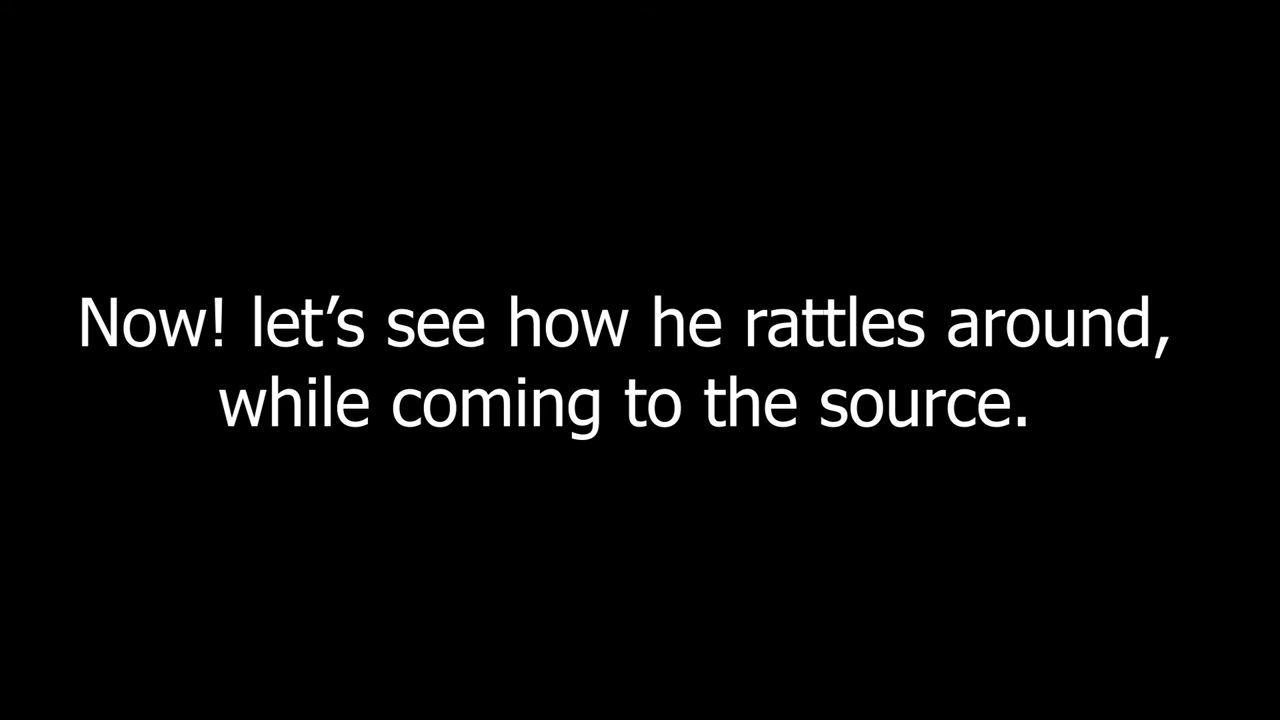 Now! let’s see how he rattles around,
while coming to the source.